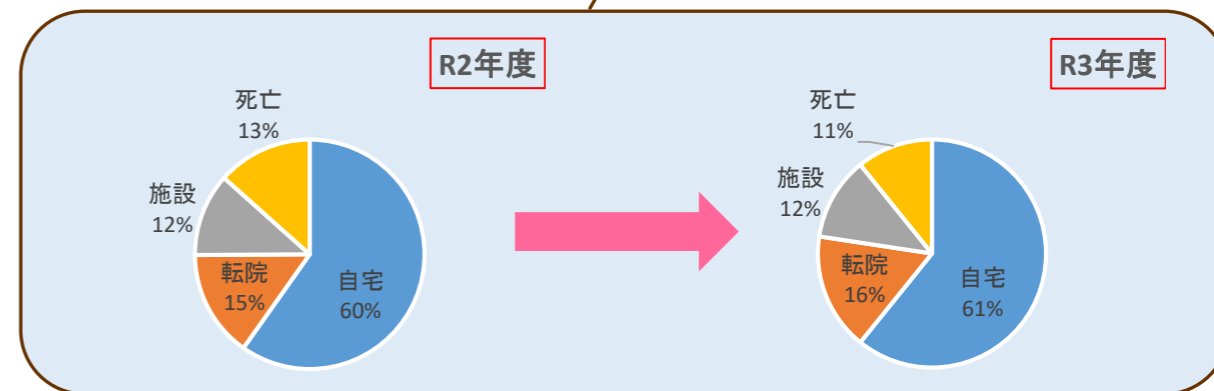 R2年度
死亡
13%
施設
12%
転院
15%
自宅
60%
R3年度
死亡
11%
施設
12%
転院
16%
自宅
61%